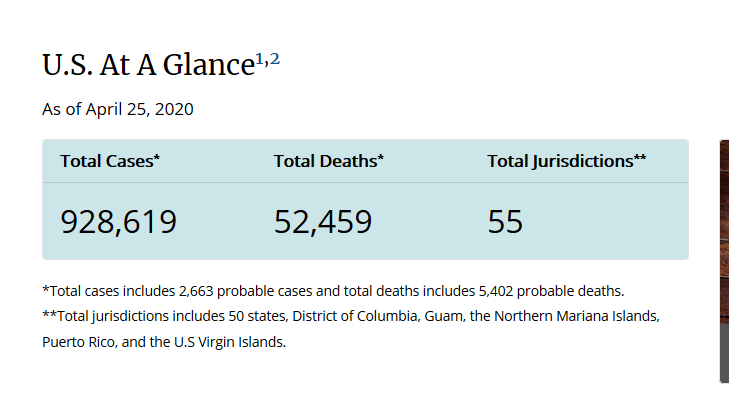 U.S. At A Glance1,2
As of April 25, 2020
Total Cases* Total Deaths* Total Jurisdictions**
928,619 52,459 55
*Total cases includes 2,663 probable cases and total deaths includes 5,402 probable deaths.
**Total jurisdictions includes 50 states, District of Columbia, Guam, the Northern Mariana Islands,
Puerto Rico, and the U.S Virgin Islands.